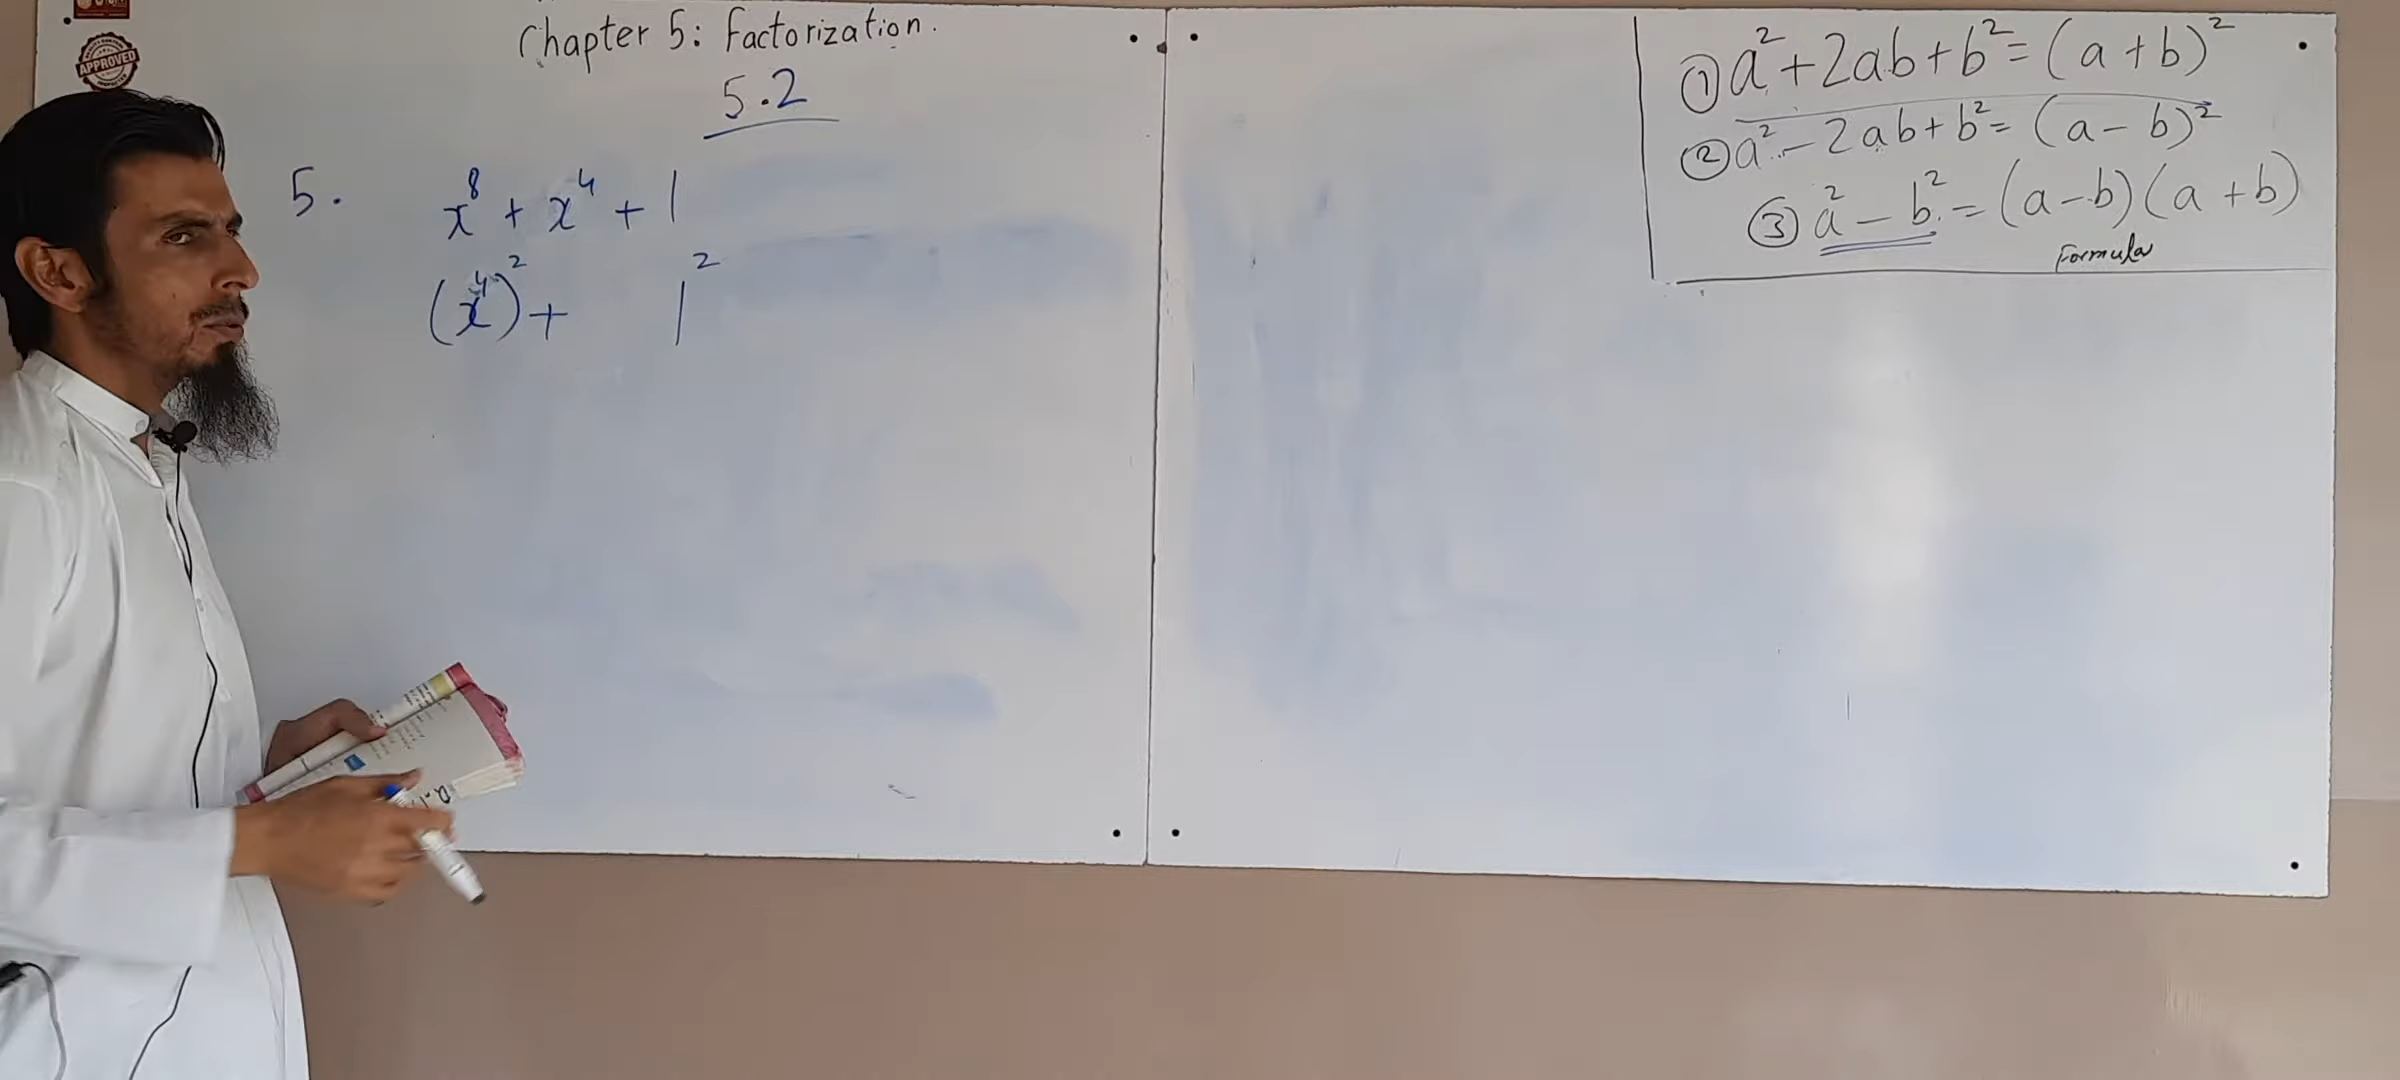 APPROVED
Chapter 5: Factorization.
5.2
5. x⁸ + x⁴ + 1
(x⁴)² + 1²
① a² + 2ab + b² = (a + b)²
② a² - 2ab + b² = (a - b)²
③ a² - b² = (a - b)(a + b)
Formula